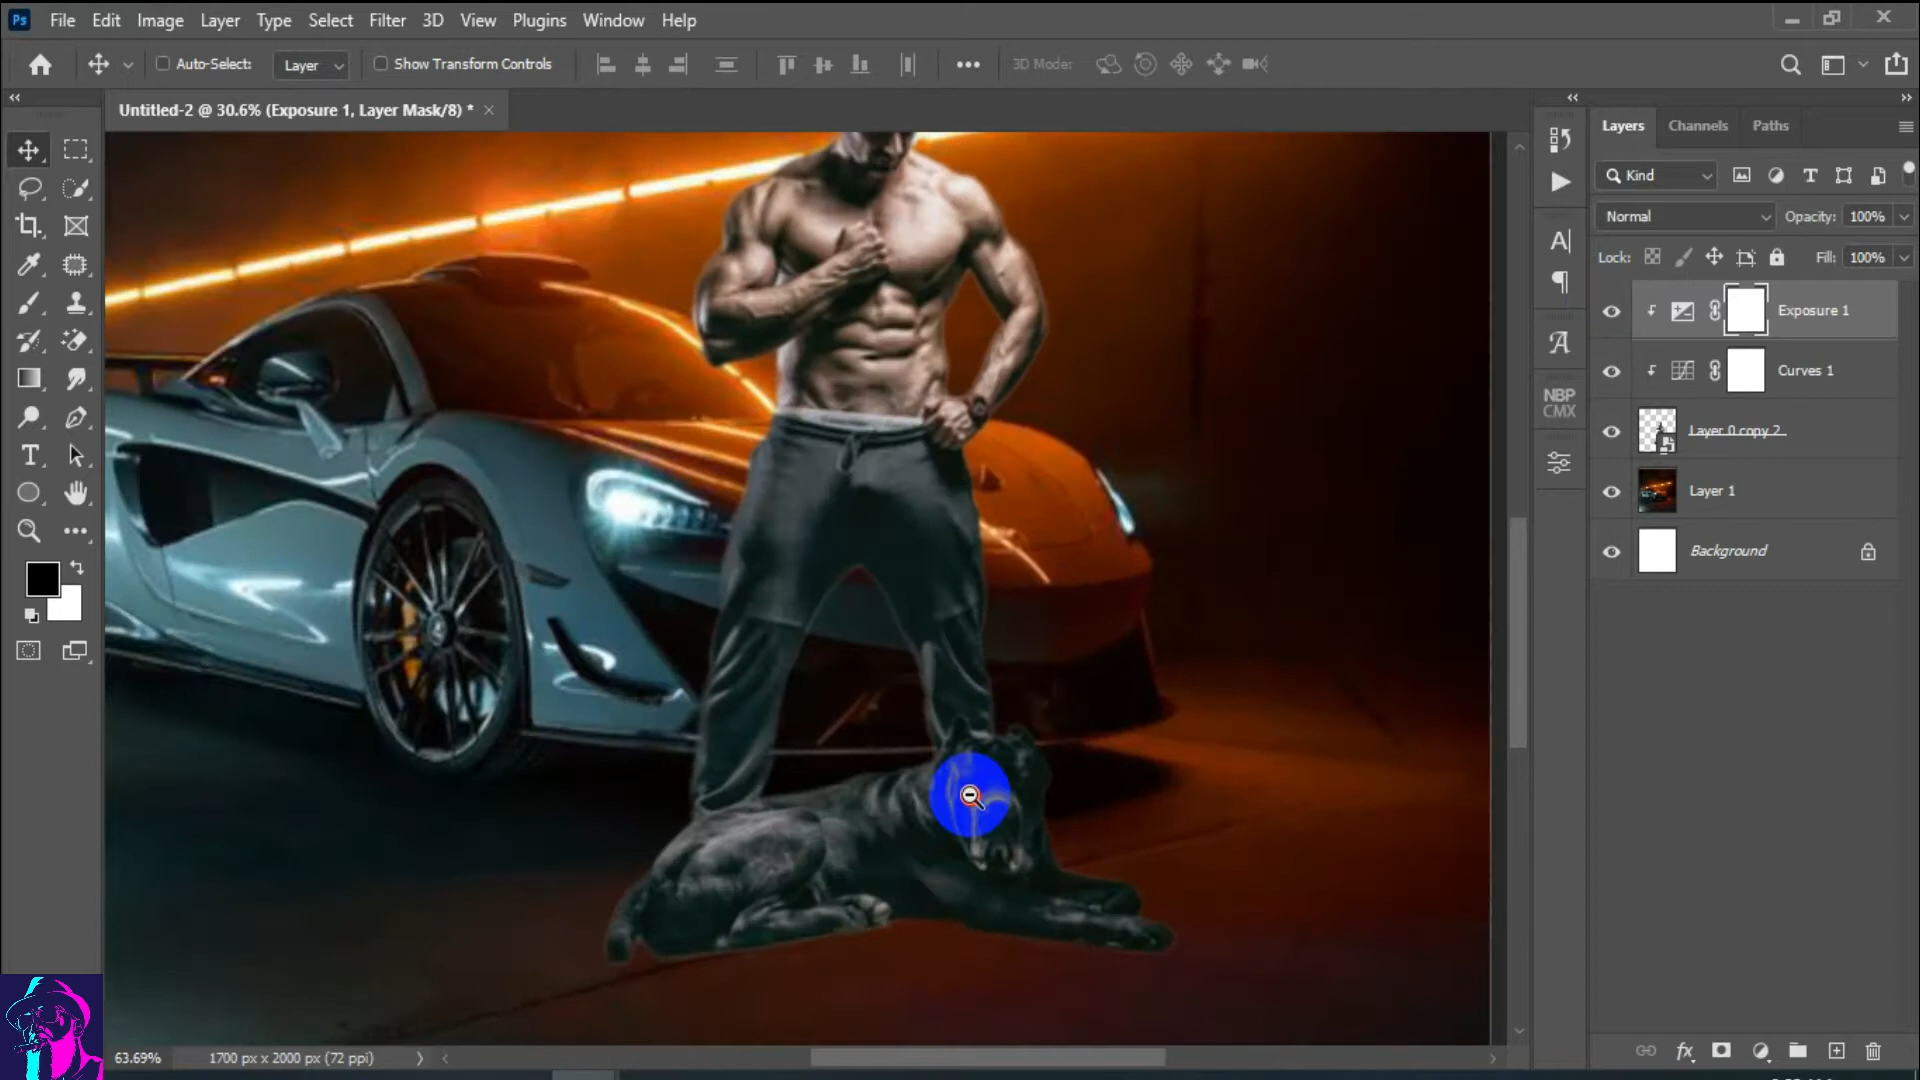 Ps File Edit Image Layer Type Select Filter 3D View Plugins Window Help
Auto-Select: Layer Show Transform Controls 3D Mode:
Untitled-2 @ 30.6% (Exposure 1, Layer Mask/8) *
Layers Channels Paths
Kind
Normal Opacity: 100%
Lock: Fill: 100%
Exposure 1
Curves 1
NBP
CMX
Layer 0 copy 2
Layer 1
Background
63.69% 1700 px x 2000 px (72 ppi)
fx